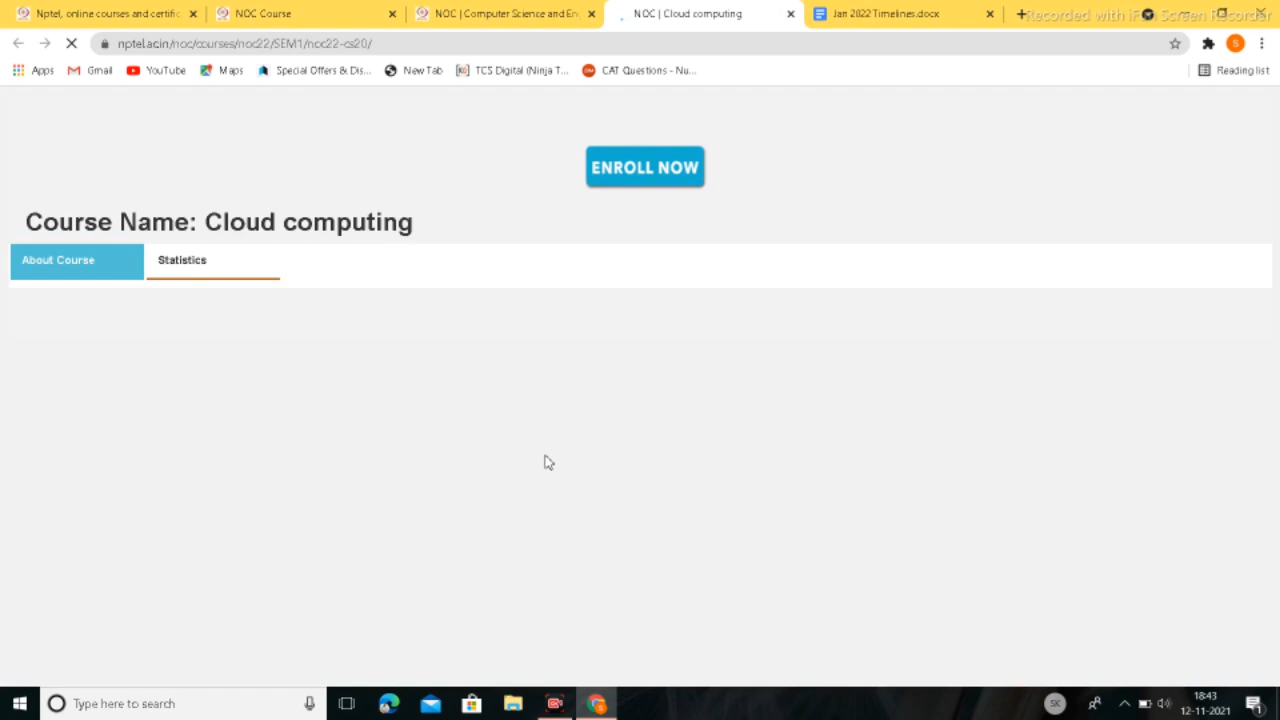 Nptel, online courses and certific
NOC Course
NOC | Computer Science and En
NOC | Cloud computing
Jan 2022 Timelines.docx
Recorded with iFun Screen Recorder
nptel.ac.in/noc/courses/noc22/SEM1/noc22-cs20/
S
Apps
Gmail
YouTube
Maps
Special Offers & Dis...
New Tab
TCS Digital (Ninja T...
CAT Questions - Nu...
Reading list
ENROLL NOW
Course Name: Cloud computing
About Course
Statistics
Type here to search
SK
18:43
12-11-2021
1